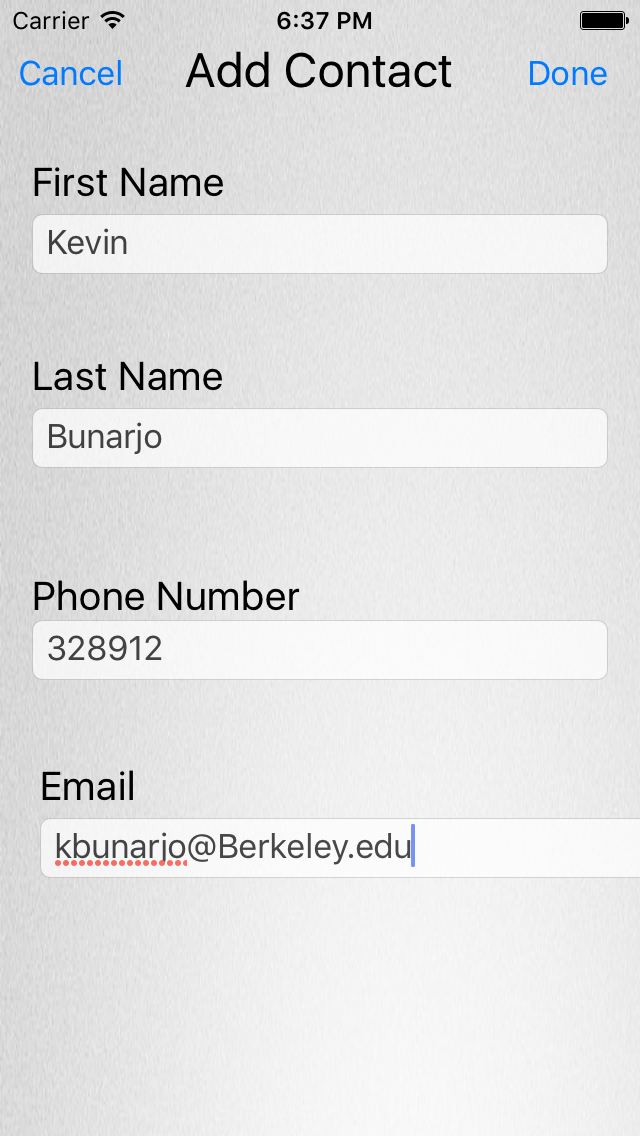 Carrier 6:37 PM
Cancel Add Contact Done
First Name
Kevin
Last Name
Bunarjo
Phone Number
328912
Email
kbunarjo@Berkeley.edu